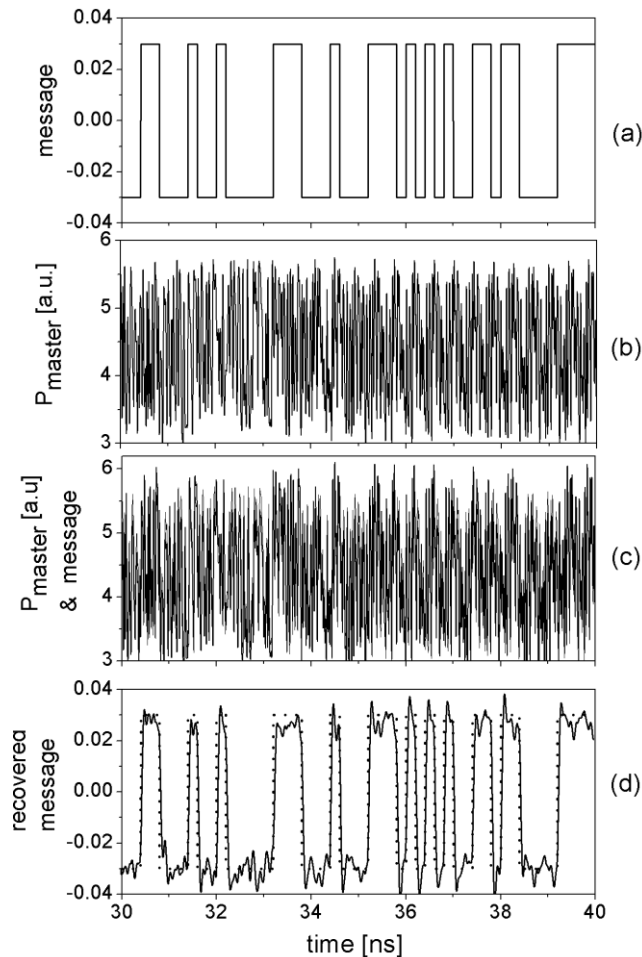 0.04
0.02
0.00
-0.02
-0.04
message
(a)
6
5
4
3
P master [a.u.]
(b)
6
5
4
3
P master [a.u]
& message
(c)
0.04
0.02
0.00
-0.02
-0.04
recovered
message
(d)
30 32 34 36 38 40
time [ns]